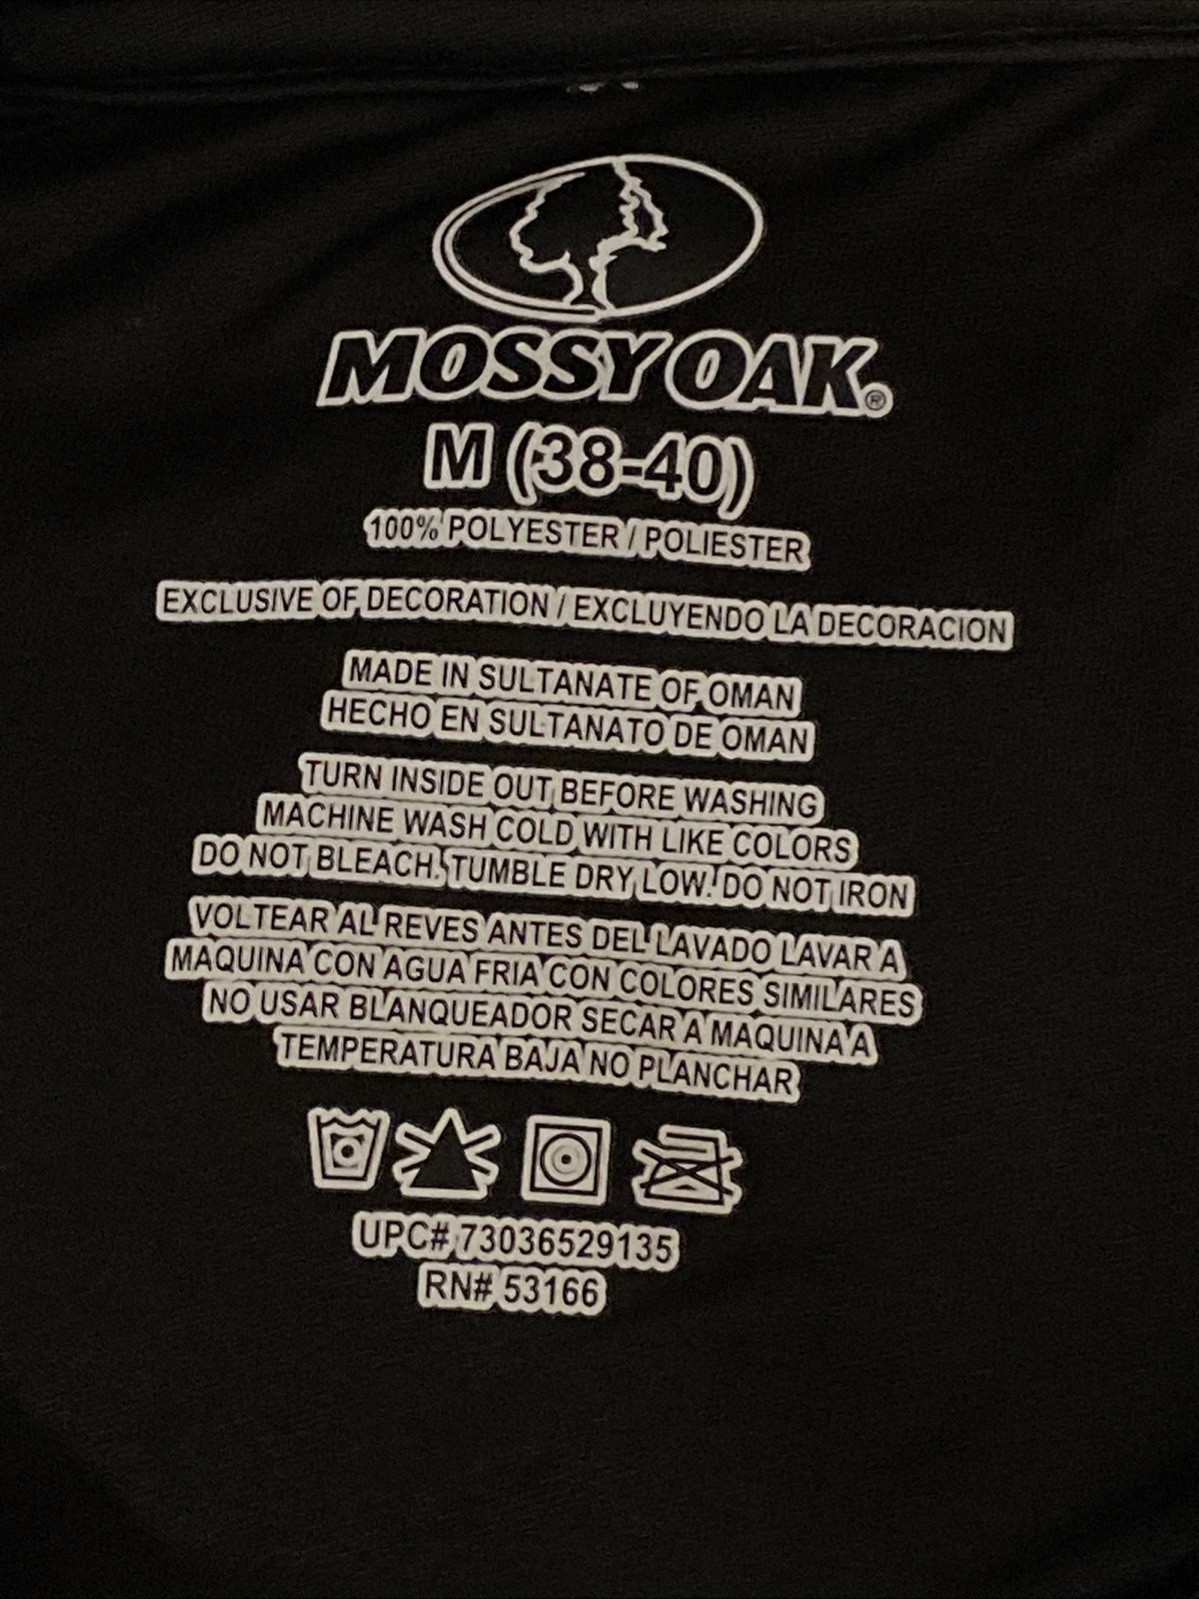 MOSSY OAK®
M (38-40)
100% POLYESTER / POLIESTER
EXCLUSIVE OF DECORATION / EXCLUYENDO LA DECORACION
MADE IN SULTANATE OF OMAN
HECHO EN SULTANATO DE OMAN
TURN INSIDE OUT BEFORE WASHING
MACHINE WASH COLD WITH LIKE COLORS
DO NOT BLEACH. TUMBLE DRY LOW. DO NOT IRON
VOLTEAR AL REVES ANTES DEL LAVADO LAVAR A
MAQUINA CON AGUA FRIA CON COLORES SIMILARES
NO USAR BLANQUEADOR SECAR A MAQUINA A
TEMPERATURA BAJA NO PLANCHAR
UPC# 73036529135
RN# 53166